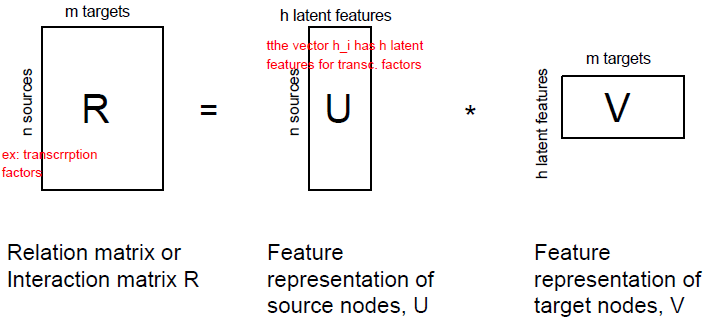 m targets
n sources
R
ex: transcrrption
factors
=
h latent features
tthe vector h_i has h latent
features for transc. factors
n sources
U
*
m targets
h latent features
V
Relation matrix or
Interaction matrix R
Feature
representation of
source nodes, U
Feature
representation of
target nodes, V